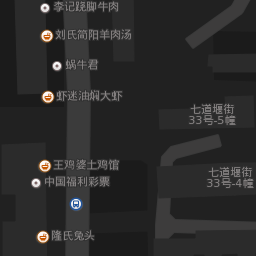 李记跷脚牛肉
刘氏简阳羊肉汤
蜗牛君
虾迷油焖大虾
七道堰街
33号-5幢
王鸡婆土鸡馆
七道堰街
33号-4幢
中国福利彩票
隆氏兔头